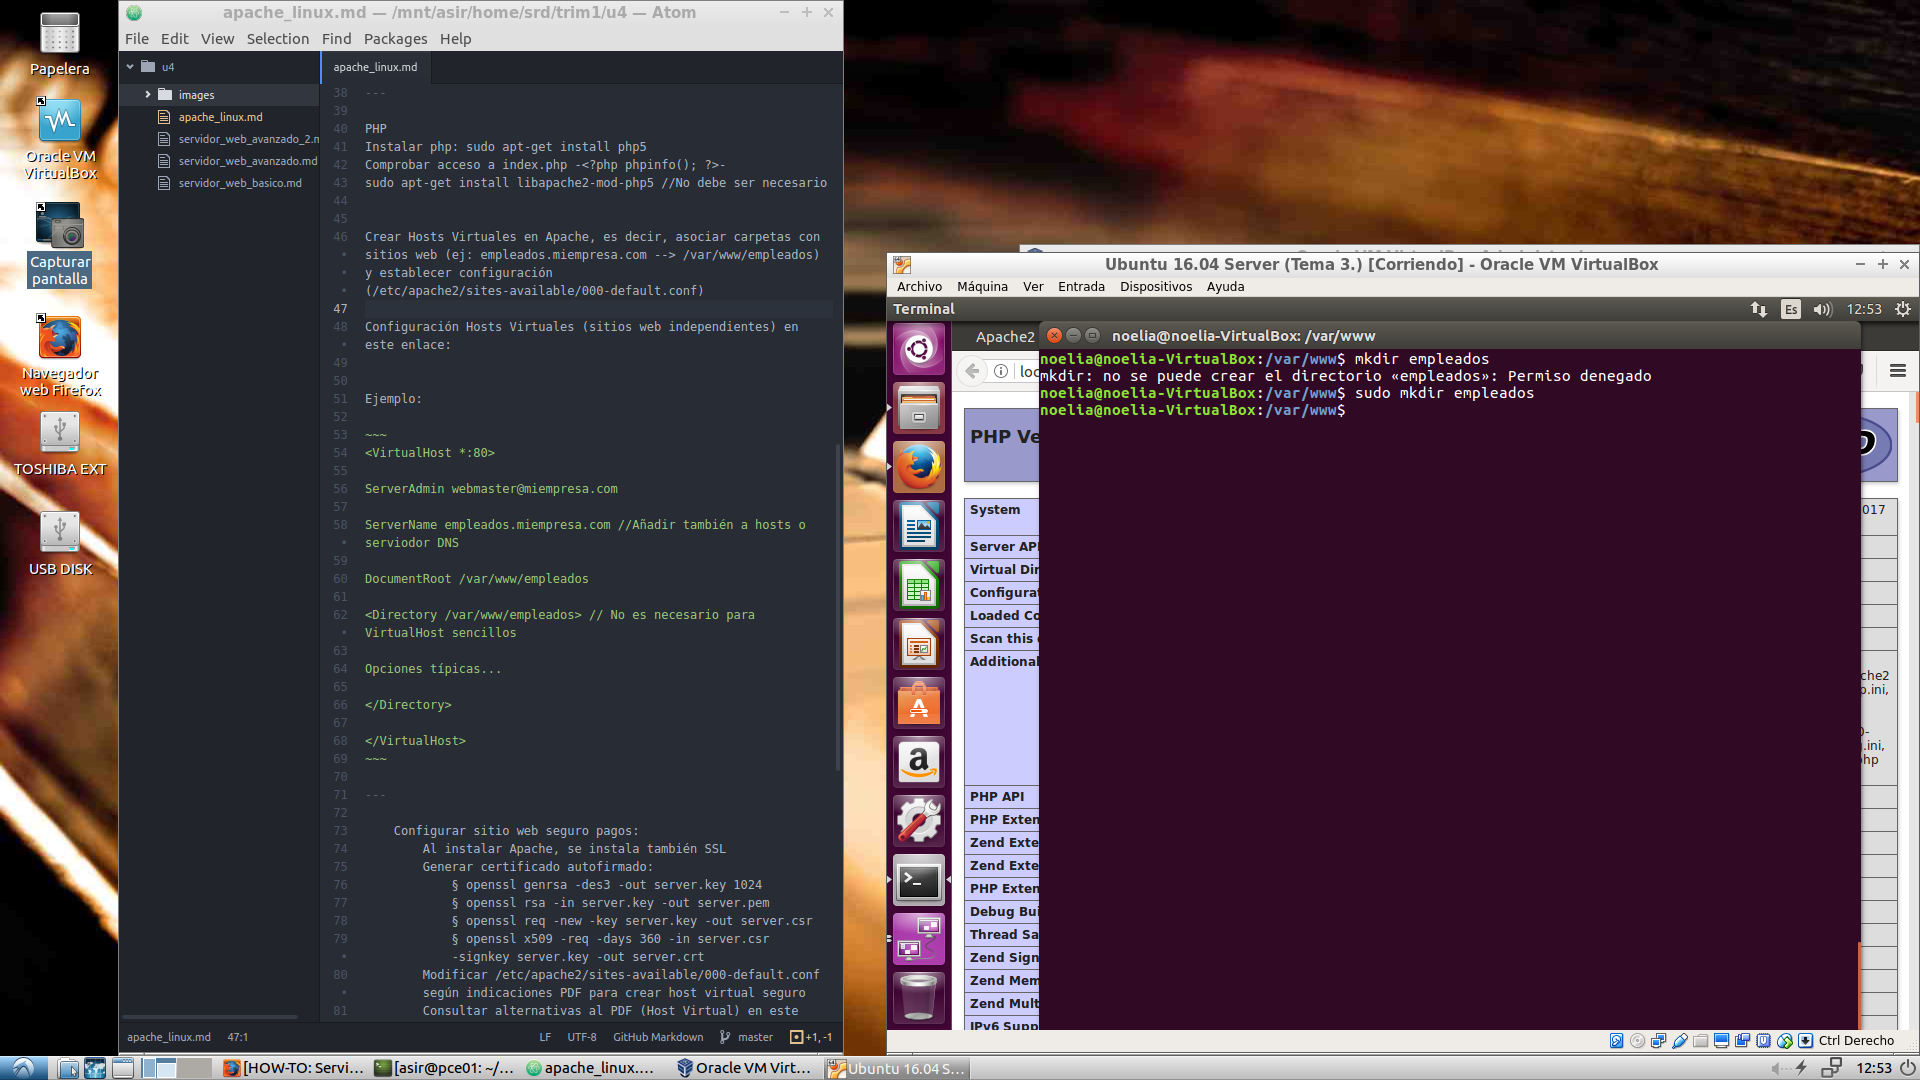 Papelera
Oracle VM
VirtualBox
Capturar
pantalla
Navegador
web Firefox
TOSHIBA EXT
USB DISK
apache_linux.md — /mnt/asir/home/srd/trim1/u4 — Atom
File Edit View Selection Find Packages Help
u4
images
apache_linux.md
servidor_web_avanzado_2.n
servidor_web_avanzado.md
servidor_web_basico.md
apache_linux.md
38 ---
39
40 PHP
41 Instalar php: sudo apt-get install php5
42 Comprobar acceso a index.php -<?php phpinfo(); ?>-
43 sudo apt-get install libapache2-mod-php5 //No debe ser necesario
44
45
46 Crear Hosts Virtuales en Apache, es decir, asociar carpetas con
• sitios web (ej: empleados.miempresa.com --> /var/www/empleados)
• y establecer configuración
• (/etc/apache2/sites-available/000-default.conf)
47
48 Configuración Hosts Virtuales (sitios web independientes) en
• este enlace:
49
50
51 Ejemplo:
52
53 ~~~
54 <VirtualHost *:80>
55
56 ServerAdmin webmaster@miempresa.com
57
58 ServerName empleados.miempresa.com //Añadir también a hosts o
• serviodor DNS
59
60 DocumentRoot /var/www/empleados
61
62 <Directory /var/www/empleados> // No es necesario para
• VirtualHost sencillos
63
64 Opciones típicas...
65
66 </Directory>
67
68 </VirtualHost>
69 ~~~
70
71 ---
72
73 Configurar sitio web seguro pagos:
74 Al instalar Apache, se instala también SSL
75 Generar certificado autofirmado:
76 § openssl genrsa -des3 -out server.key 1024
77 § openssl rsa -in server.key -out server.pem
78 § openssl req -new -key server.key -out server.csr
79 § openssl x509 -req -days 360 -in server.csr
• -signkey server.key -out server.crt
80 Modificar /etc/apache2/sites-available/000-default.conf
• según indicaciones PDF para crear host virtual seguro
81 Consultar alternativas al PDF (Host Virtual) en este
apache_linux.md 47:1 LF UTF-8 GitHub Markdown master +1, -1
Ubuntu 16.04 Server (Tema 3.) [Corriendo] - Oracle VM VirtualBox
Archivo Máquina Ver Entrada Dispositivos Ayuda
Terminal Es 12:53
Apache2
noelia@noelia-VirtualBox: /var/www
noelia@noelia-VirtualBox:/var/www$ mkdir empleados
mkdir: no se puede crear el directorio «empleados»: Permiso denegado
noelia@noelia-VirtualBox:/var/www$ sudo mkdir empleados
noelia@noelia-VirtualBox:/var/www$
loc
PHP Ve
System
017
Server API
Virtual Dir
Configurat
Loaded Co
Scan this
Additional
ache2
.ini,
.ini,
hp
PHP API
PHP Exten
Zend Exte
Zend Exte
PHP Exten
Debug Bui
Thread Sa
Zend Sign
Zend Mem
Zend Mult
IPv6 Supp
Ctrl Derecho
[HOW-TO: Servi... [asir@pce01: ~/... apache_linux.... Oracle VM Virt... Ubuntu 16.04 S... 12:53